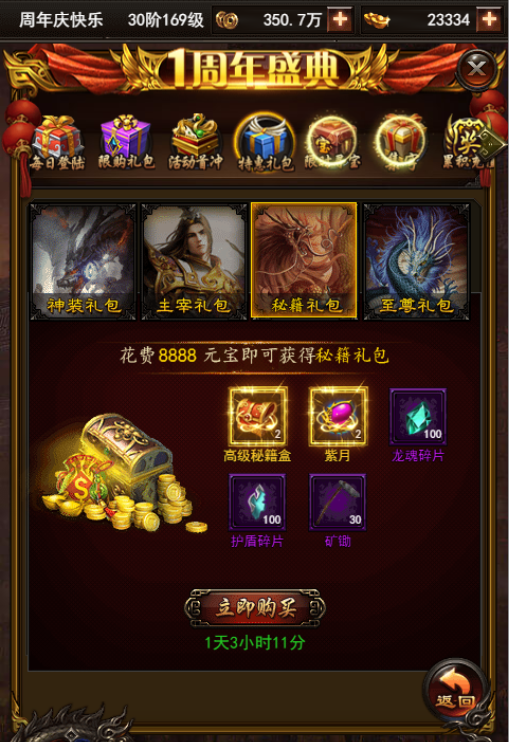 周年庆快乐 30阶169级 350.7万 23334
1周年盛典
每日登陆 限购礼包 活动首冲 特惠礼包
神装礼包 主宰礼包 秘籍礼包 至尊礼包
花费8888元宝即可获得秘籍礼包
2 2 100
高级秘籍盒 紫月 龙魂碎片
100 30
护盾碎片 矿锄
立即购买
1天3小时11分
返回